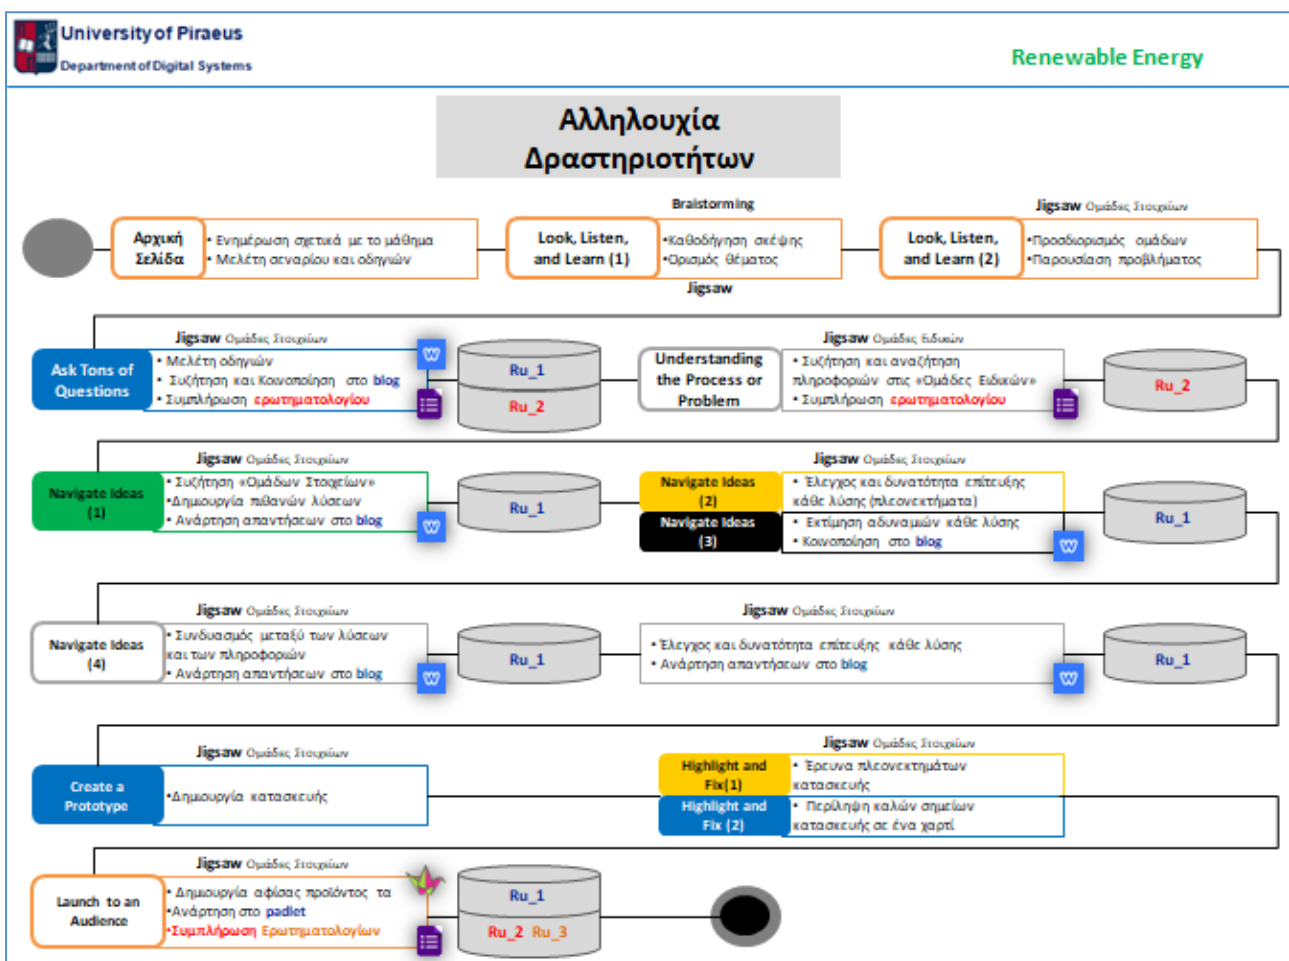 University of Piraeus
Department of Digital Systems
Renewable Energy
Αλληλουχία
Δραστηριοτήτων
Αρχική
Σελίδα
• Ενημέρωση σχετικά με το μάθημα
• Μελέτη σεναρίου και οδηγιών
Braistorming
Look, Listen,
and Learn (1)
•Καθοδήγηση σκέψης
•Ορισμός θέματος
Jigsaw
Jigsaw Ομάδες Στοιχείων
Look, Listen,
and Learn (2)
•Προσδιορισμός ομάδων
•Παρουσίαση προβλήματος
Jigsaw Ομάδες Στοιχείων
Ask Tons of
Questions
• Μελέτη οδηγιών
• Συζήτηση και Κοινοποίηση στο blog
• Συμπλήρωση ερωτηματολογίου
Ru_1
Ru_2
Jigsaw Ομάδες Ειδικών
Understanding
the Process or
Problem
• Συζήτηση και αναζήτηση
πληροφοριών στις «Ομάδες Ειδικών»
• Συμπλήρωση ερωτηματολογίου
Ru_2
Jigsaw Ομάδες Στοιχείων
Navigate Ideas
(1)
• Συζήτηση «Ομάδων Στοιχείων»
•Δημιουργία πιθανών λύσεων
• Ανάρτηση απαντήσεων στο blog
Ru_1
Jigsaw Ομάδες Στοιχείων
Navigate Ideas
(2)
• Έλεγχος και δυνατότητα επίτευξης
κάθε λύσης (πλεονεκτήματα)
Navigate Ideas
(3)
• Εκτίμηση αδυναμιών κάθε λύσης
• Κοινοποίηση στο blog
Ru_1
Jigsaw Ομάδες Στοιχείων
Navigate Ideas
(4)
• Συνδυασμός μεταξύ των λύσεων
και των πληροφοριών
• Ανάρτηση απαντήσεων στο blog
Ru_1
Jigsaw Ομάδες Στοιχείων
•Έλεγχος και δυνατότητα επίτευξης κάθε λύσης
• Ανάρτηση απαντήσεων στο blog
Ru_1
Jigsaw Ομάδες Στοιχείων
Create a
Prototype
•Δημιουργία κατασκευής
Jigsaw Ομάδες Στοιχείων
Highlight and
Fix(1)
• Έρευνα πλεονεκτημάτων
κατασκευής
Highlight and
Fix (2)
• Περίληψη καλών σημείων
κατασκευής σε ένα χαρτί
Jigsaw Ομάδες Στοιχείων
Launch to an
Audience
• Δημιουργία αφίσας προϊόντος τα
•Ανάρτηση στο padlet
•Συμπλήρωση Ερωτηματολογίων
Ru_1
Ru_2 Ru_3